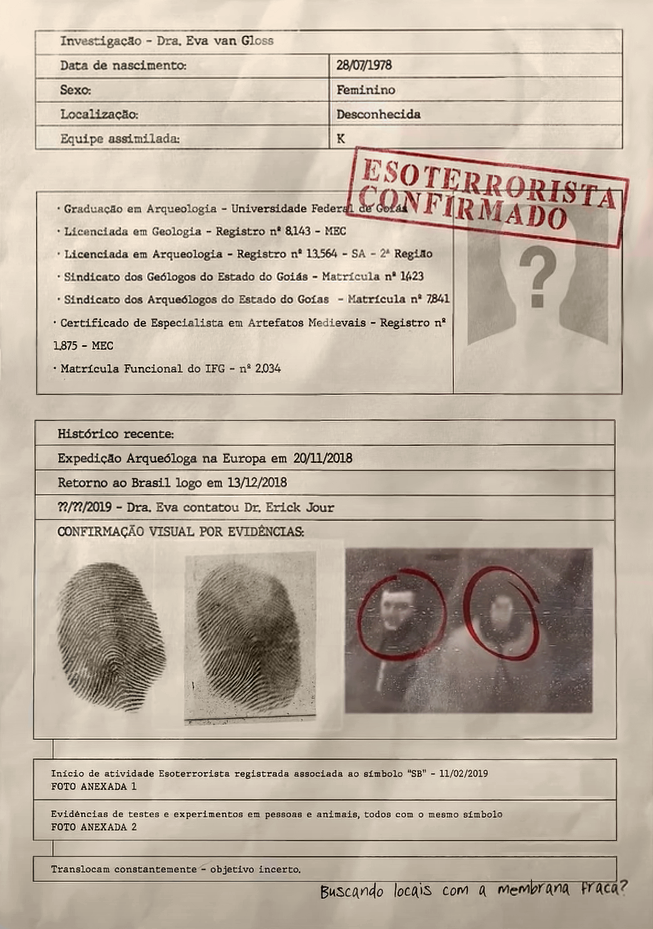 Investigação - Dra. Eva van Gloss
Data de nascimento: 28/07/1978
Sexo: Feminino
Localização: Desconhecida
Equipe assimilada: K
ESOTERRORISTA
CONFIRMADO
· Graduação em Arqueologia - Universidade Federal de Goiás
· Licenciada em Geologia - Registro nº 8.143 - MEC
· Licenciada em Arqueologia - Registro nº 13.564 - SA - 2ª Região
· Sindicato dos Geólogos do Estado do Goiás - Matrícula nº 1.423
· Sindicato dos Arqueólogos do Estado do Goías - Matrícula nº 7.841
· Certificado de Especialista em Artefatos Medievais - Registro nº
1.875 - MEC
· Matrícula Funcional do IFG - nº 2.034
?
Histórico recente:
Expedição Arqueóloga na Europa em 20/11/2018
Retorno ao Brasil logo em 13/12/2018
??/??/2019 - Dra. Eva contatou Dr. Erick Jour
CONFIRMAÇÃO VISUAL POR EVIDÊNCIAS:
Início de atividade Esoterrorista registrada associada ao símbolo "SB" - 11/02/2019
FOTO ANEXADA 1
Evidências de testes e experimentos em pessoas e animais, todos com o mesmo símbolo
FOTO ANEXADA 2
Translocam constantemente - objetivo incerto.
Buscando locais com a membrana fraca?